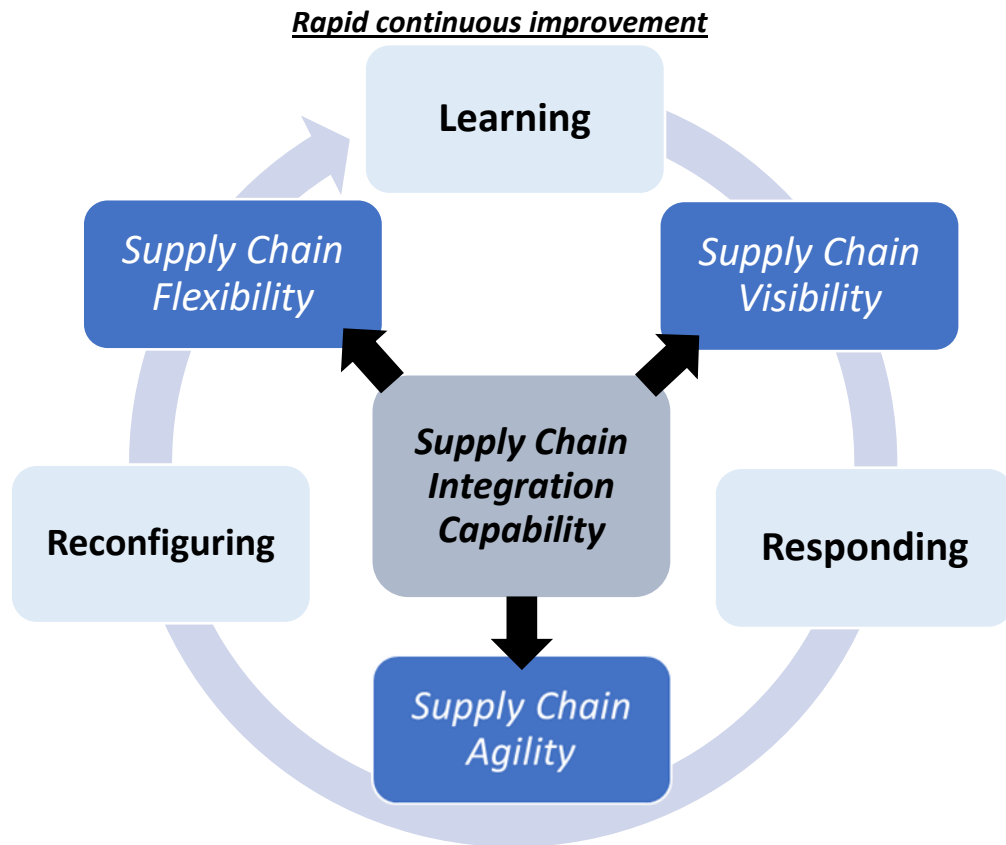 Rapid continuous improvement
Learning
Supply Chain
Flexibility
Supply Chain
Visibility
Supply Chain
Integration
Capability
Reconfiguring
Responding
Supply Chain
Agility